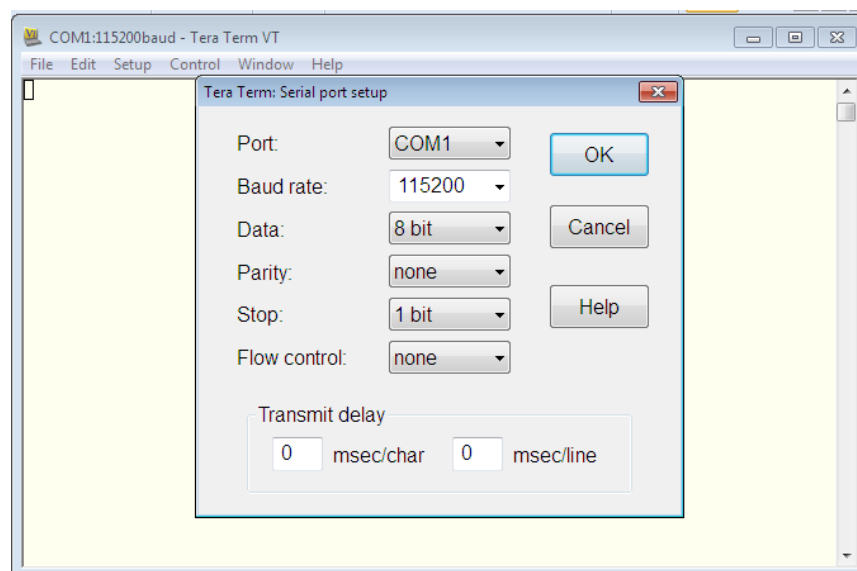 COM1:115200baud - Tera Term VT
File Edit Setup Control Window Help
Tera Term: Serial port setup
Port: COM1 OK
Baud rate: 115200
Data: 8 bit Cancel
Parity: none
Stop: 1 bit Help
Flow control: none
Transmit delay
0 msec/char 0 msec/line